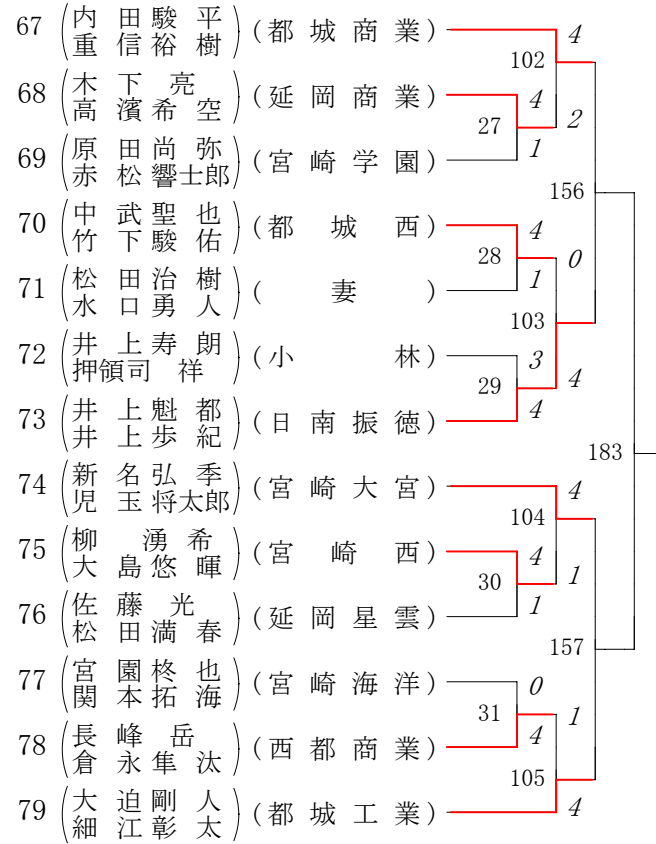 67 内田駿平 重信裕樹 (都城商業) 4
102
68 木下亮 高濱希空 (延岡商業) 4 2
27
69 原田尚弥 赤松響士郎 (宮崎学園) 1
156
70 中武聖也 竹下駿佑 (都城西) 4 0
28
71 松田治樹 水口勇人 (妻) 1
103
72 井上寿朗 押領司祥 (小林) 3
29 4
73 井上魁都 井上歩紀 (日南振徳) 4
183
74 新名弘季 児玉将太郎 (宮崎大宮) 4
104
75 柳湧希 大島悠暉 (宮崎西) 4 1
30
76 佐藤光 松田満春 (延岡星雲) 1
157
77 宮園柊也 関本拓海 (宮崎海洋) 0 1
31
78 長峰岳 倉永隼汰 (西都商業) 4
105
79 大迫剛人 細江彰太 (都城工業) 4